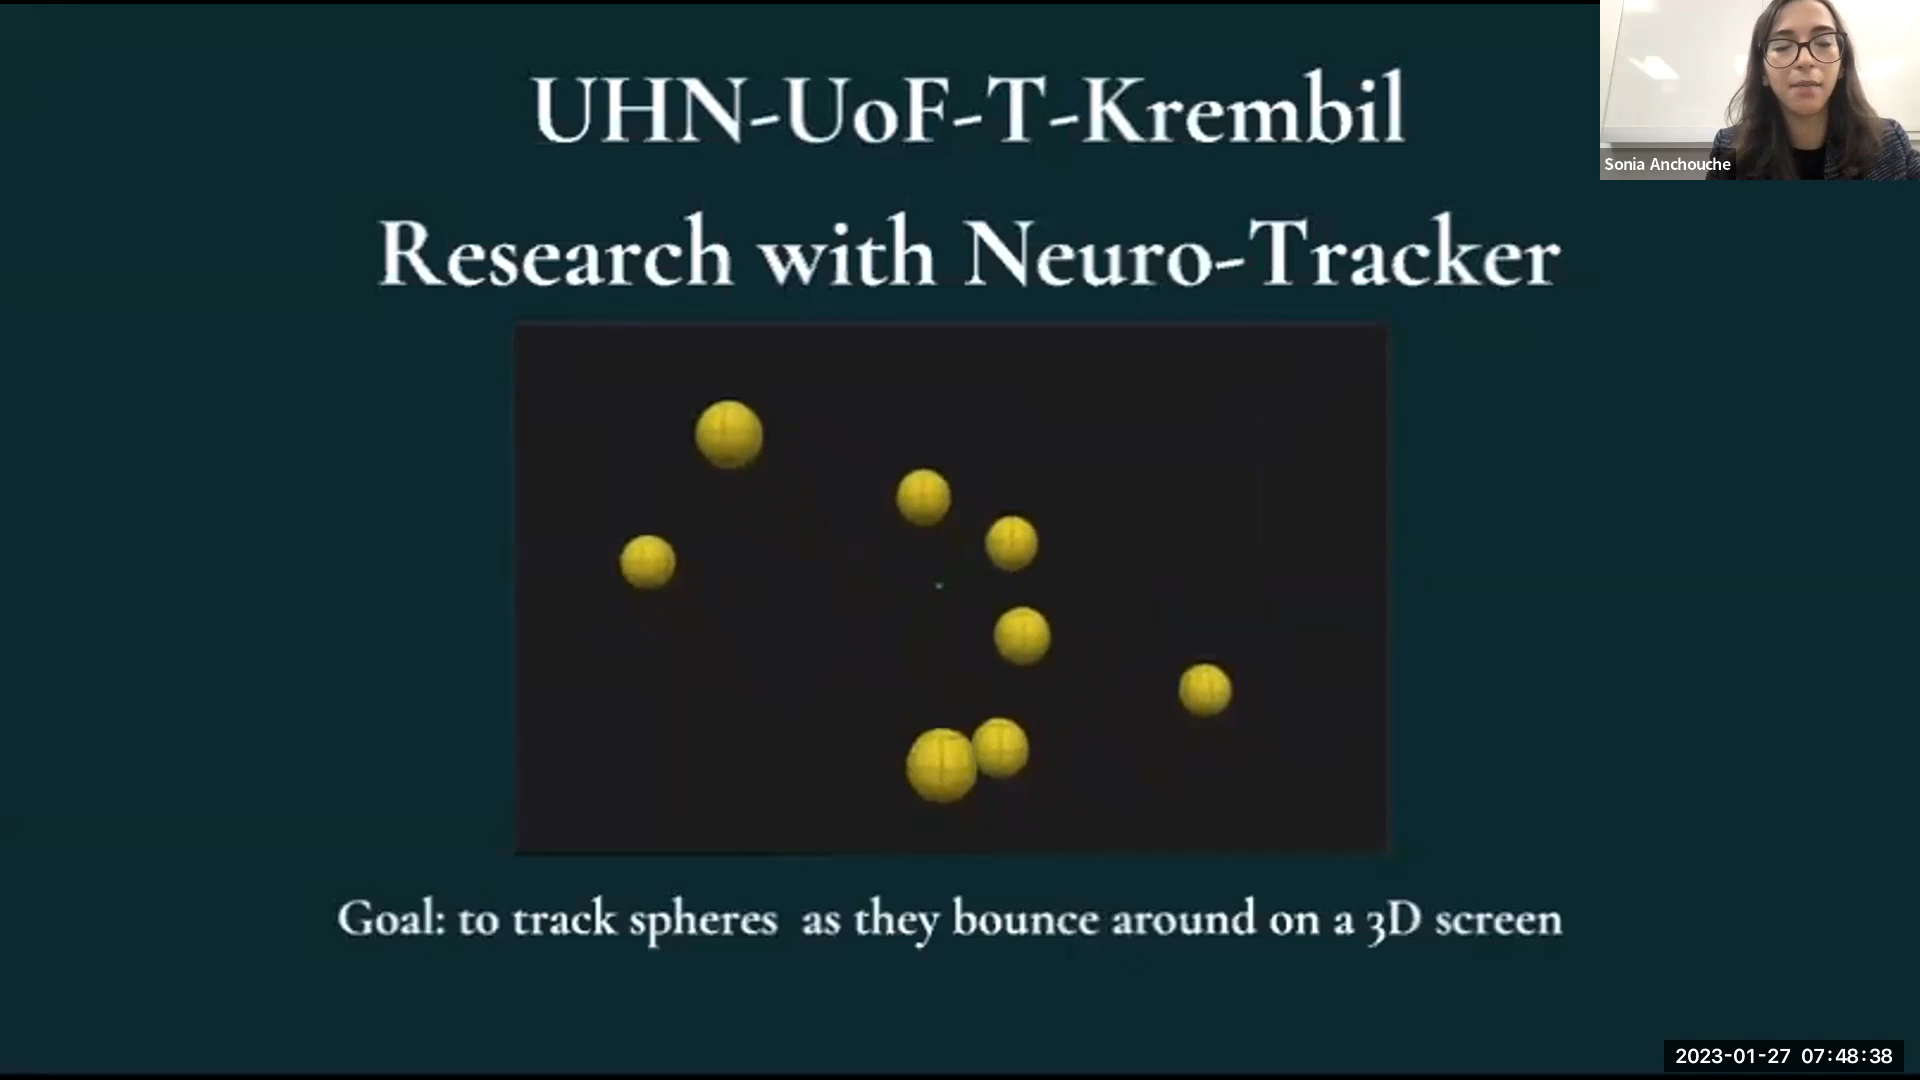 UHN-UoF-T-Krembil
Research with Neuro-Tracker
Sonia Anchouche
Goal: to track spheres as they bounce around on a 3D screen
2023-01-27 07:48:38